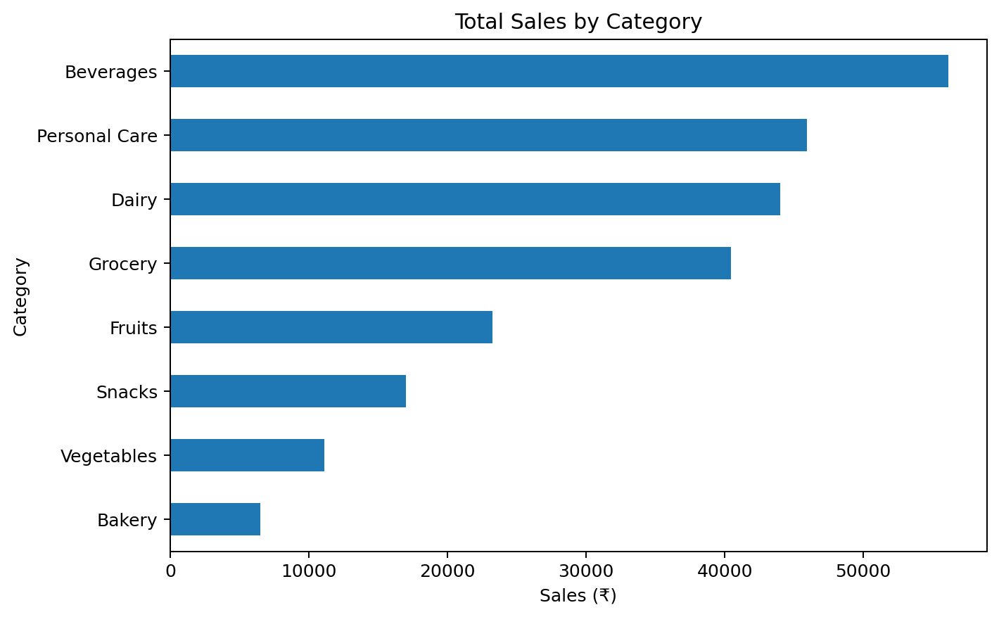 Total Sales by Category
Category
Beverages
Personal Care
Dairy
Grocery
Fruits
Snacks
Vegetables
Bakery
0 10000 20000 30000 40000 50000
Sales (₹)